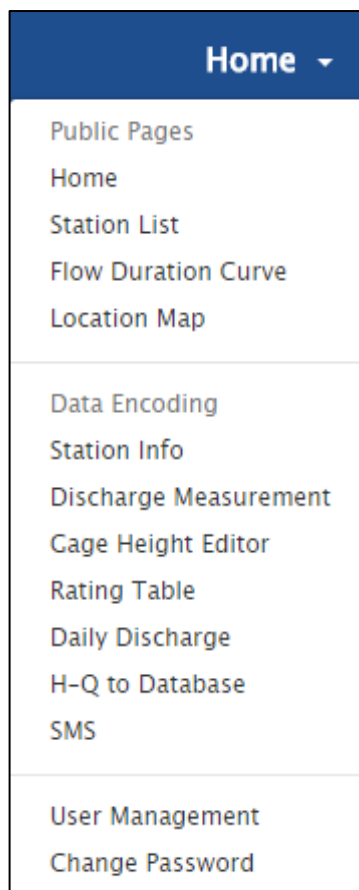 Home
Public Pages
Home
Station List
Flow Duration Curve
Location Map
Data Encoding
Station Info
Discharge Measurement
Gage Height Editor
Rating Table
Daily Discharge
H-Q to Database
SMS
User Management
Change Password